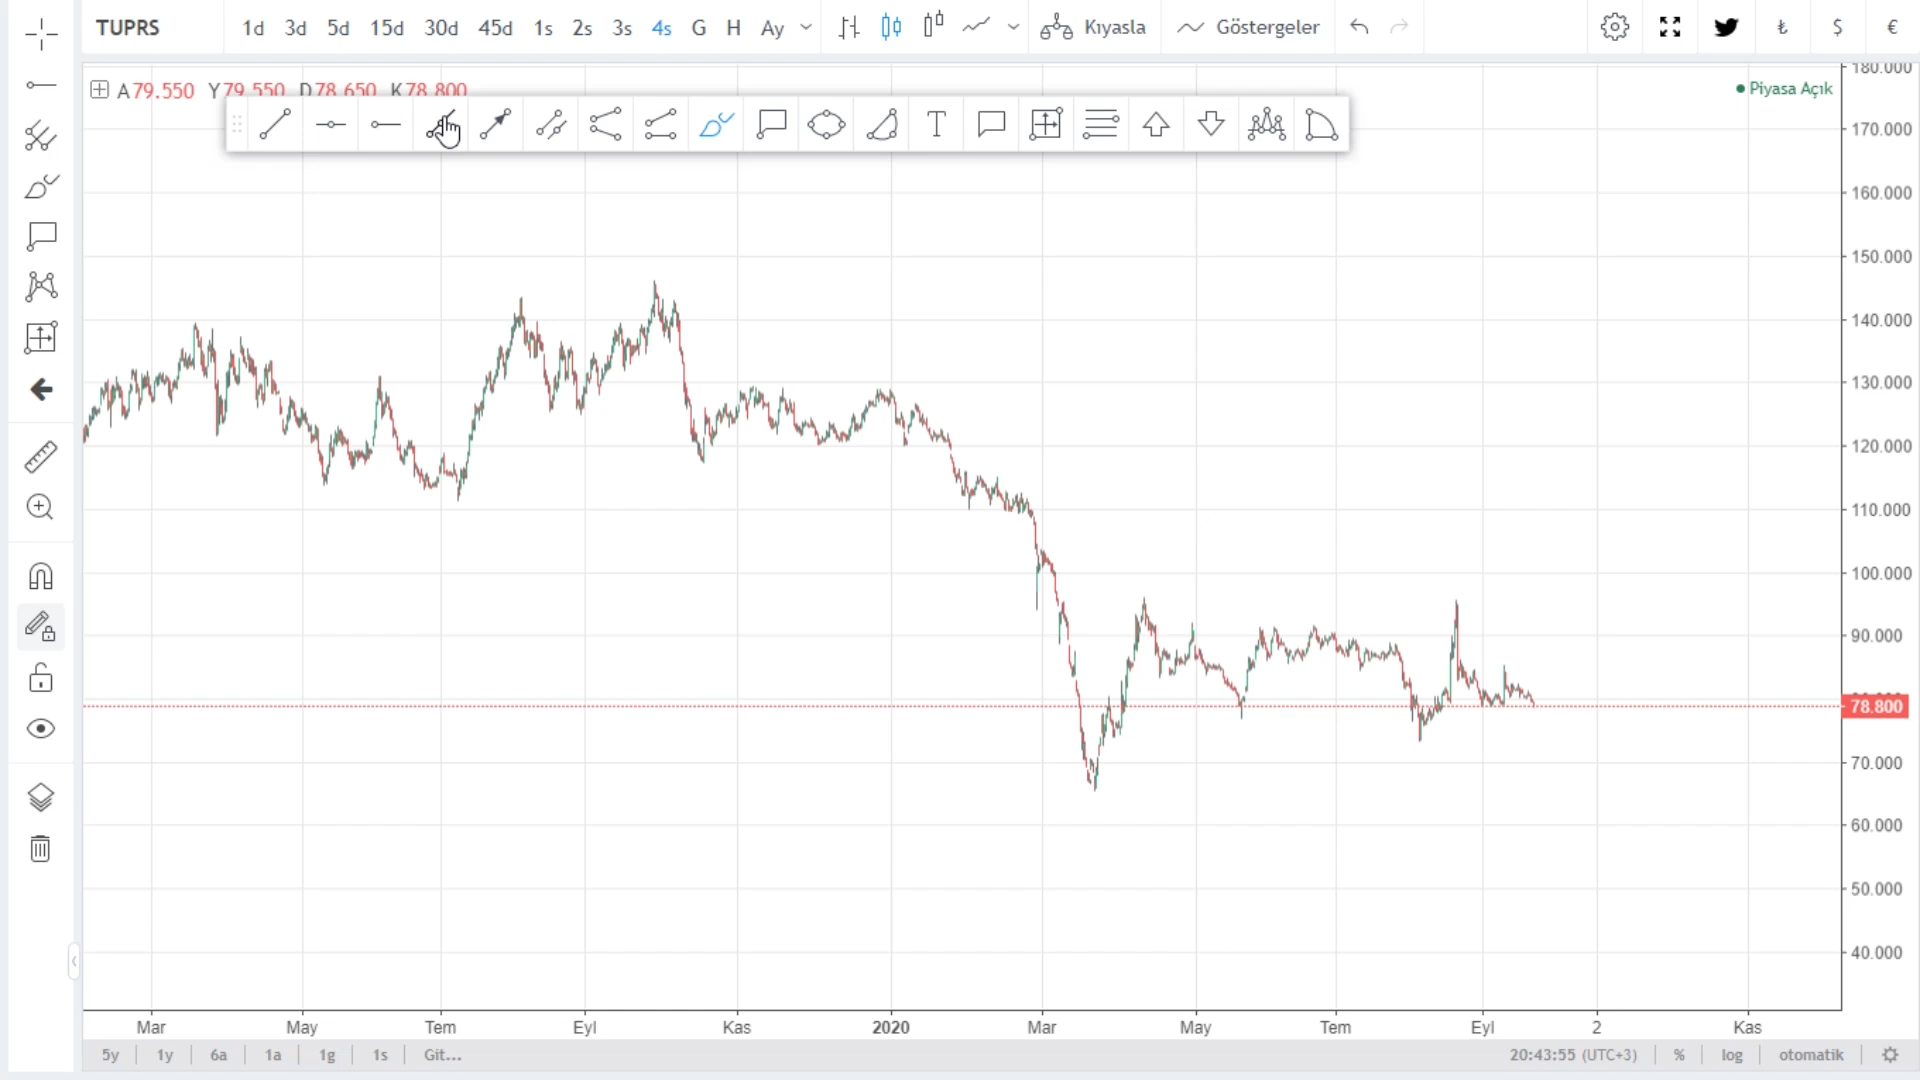 TUPRS 1d 3d 5d 15d 30d 45d 1s 2s 3s 4s G H Ay Kıyasla Göstergeler ₺ $ €
A79.550 Y79.550 D78.650 K78.800
Piyasa Açık
T
180.000
170.000
160.000
150.000
140.000
130.000
120.000
110.000
100.000
90.000
78.800
70.000
60.000
50.000
40.000
Mar May Tem Eyl Kas 2020 Mar May Tem Eyl 2 Kas
5y 1y 6a 1a 1g 1s Git... 20:43:55 (UTC+3) % log otomatik